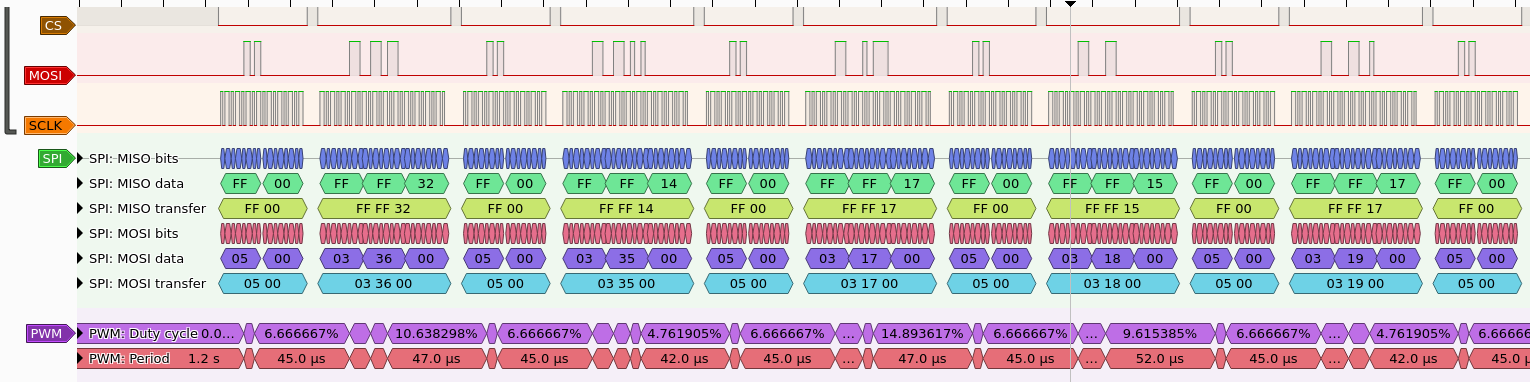 CS
MOSI
SCLK
SPI
SPI: MISO bits
SPI: MISO data FF 00 FF FF 32 FF 00 FF FF 14 FF 00 FF FF 17 FF 00 FF FF 15 FF 00 FF FF 17 FF 00
SPI: MISO transfer FF 00 FF FF 32 FF 00 FF FF 14 FF 00 FF FF 17 FF 00 FF FF 15 FF 00 FF FF 17 FF 00
SPI: MOSI bits
SPI: MOSI data 05 00 03 36 00 05 00 03 35 00 05 00 03 17 00 05 00 03 18 00 05 00 03 19 00 05 00
SPI: MOSI transfer 05 00 03 36 00 05 00 03 35 00 05 00 03 17 00 05 00 03 18 00 05 00 03 19 00 05 00
PWM PWM: Duty cycle 0.0... 6.666667% 10.638298% 6.666667% 4.761905% 6.666667% ... 14.893617% 6.666667% ... 9.615385% 6.666667% ... 4.761905% 6.66666
PWM: Period 1.2 s 45.0 µs 47.0 µs 45.0 µs 42.0 µs 45.0 µs ... 47.0 µs 45.0 µs ... 52.0 µs 45.0 µs ... 42.0 µs 45.0 µ